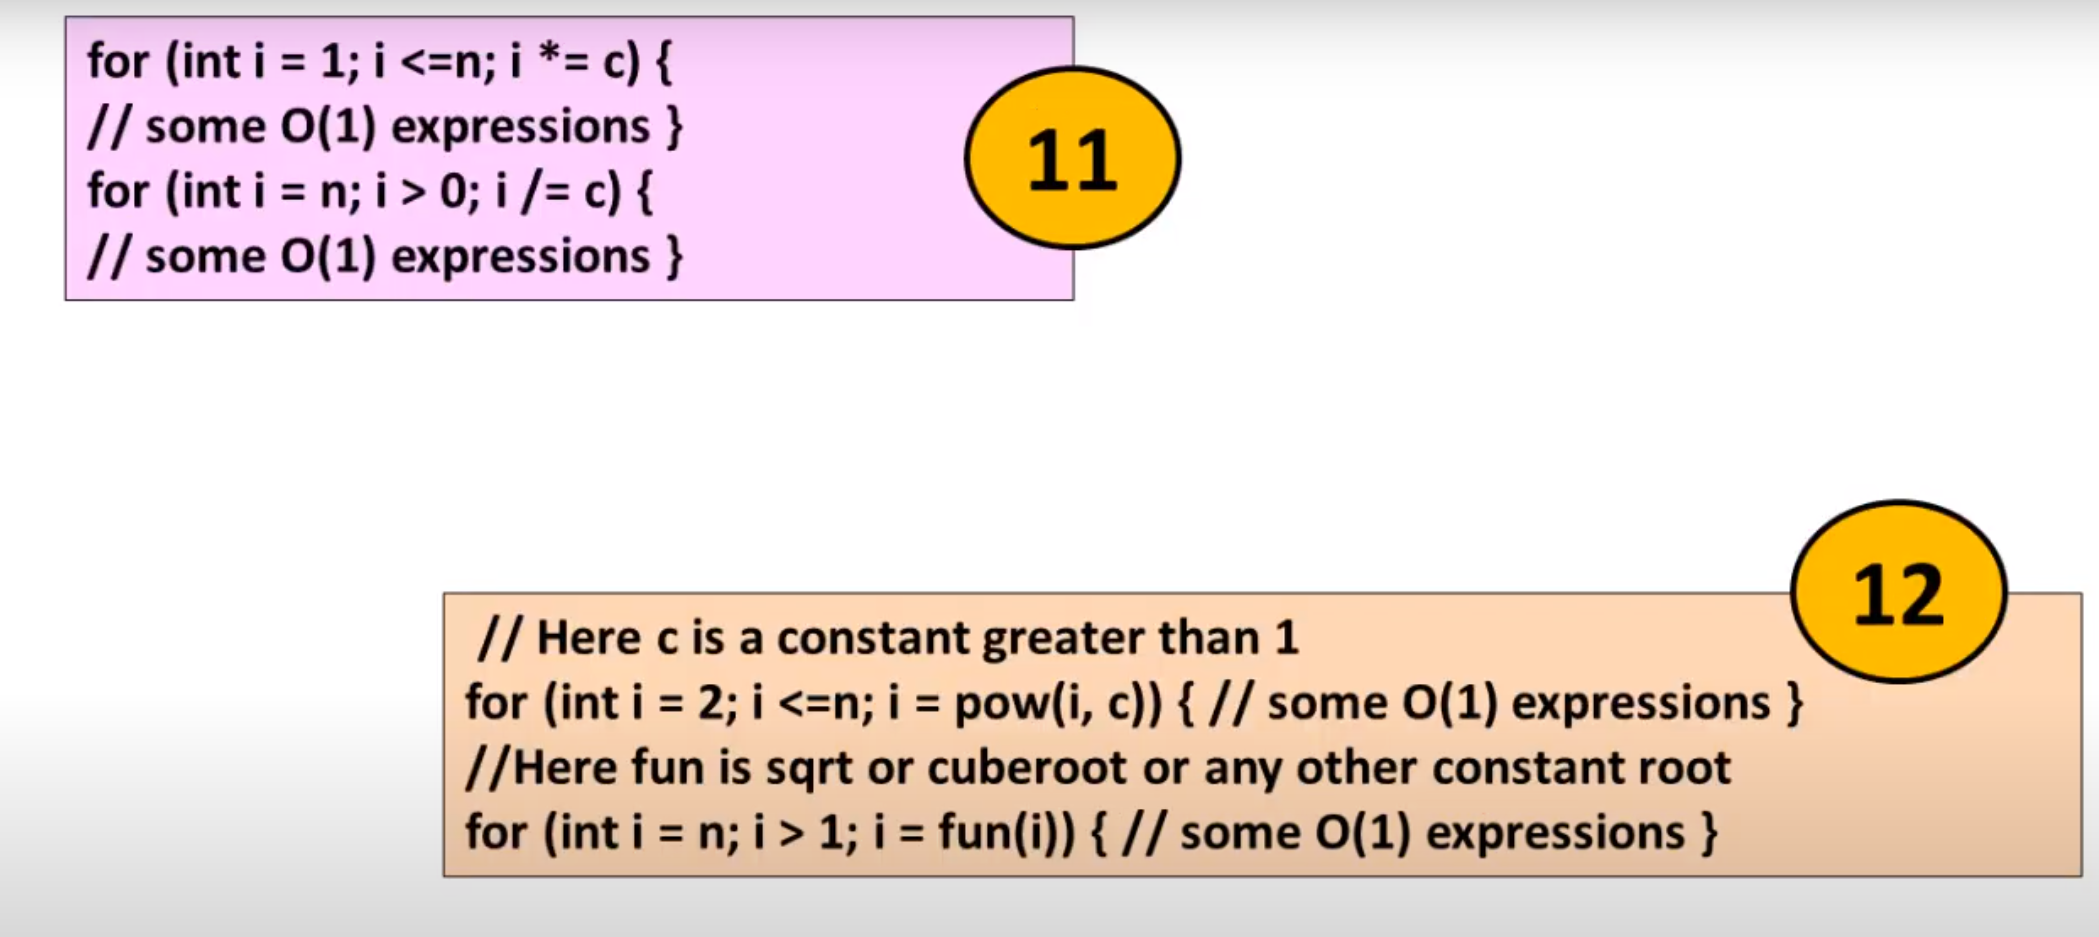 for (int i = 1; i <=n; i *= c) {
// some O(1) expressions }
for (int i = n; i > 0; i /= c) {
// some O(1) expressions }
11
12
// Here c is a constant greater than 1
for (int i = 2; i <=n; i = pow(i, c)) { // some O(1) expressions }
//Here fun is sqrt or cuberoot or any other constant root
for (int i = n; i > 1; i = fun(i)) { // some O(1) expressions }